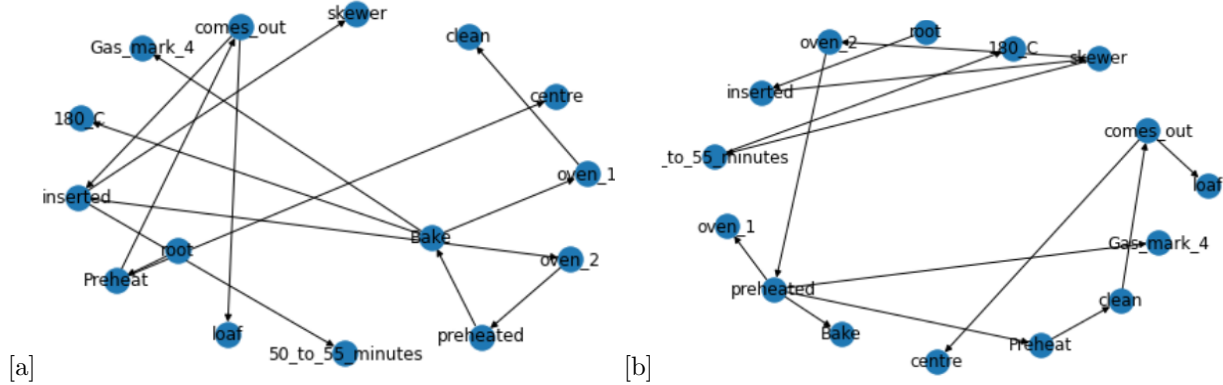 comes_out
skewer
Gas_mark_4
clean
centre
180_C
oven_1
inserted
root
Bake
oven_2
Preheat
loaf
preheated
50_to_55_minutes
[a]
root
oven_2
180_C
skewer
inserted
comes_out
_to_55_minutes
loaf
oven_1
Gas_mark_4
preheated
clean
Bake
Preheat
centre
[b]